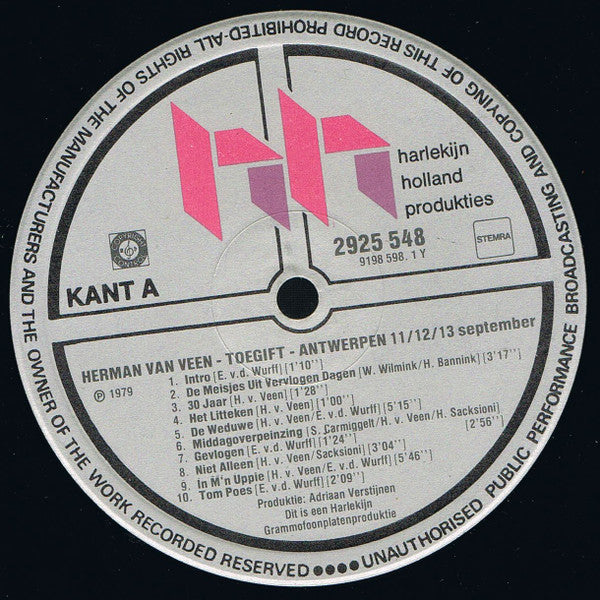 UNAUTHORISED PUBLIC PERFORMANCE BROADCASTING AND COPYING OF THIS RECORD PROHIBITED-ALL RIGHTS OF THE MANUFACTURERS AND THE OWNER OF THE WORK RECORDED RESERVED ●●●●
hh
harlekijn
holland
produkties
2925 548
9198 598. 1 Y
STEMRA
COPYRIGHT
CONTROL
KANT A
HERMAN VAN VEEN - TOEGIFT - ANTWERPEN 11/12/13 september
℗ 1979
1. Intro [E. v.d. Wurff] [1'10'']
2. De Meisjes Uit Vervlogen Dagen [W. Wilmink/H. Bannink] [3'17'']
3. 30 Jaar [H. v. Veen] [1'28'']
4. Het Litteken [H. v. Veen] [1'00'']
5. De Weduwe [H. v. Veen/E. v.d. Wurff] [5'15'']
6. Middagoverpeinzing [S. Carmiggelt/H. v. Veen/H. Sacksioni] [2'56'']
7. Gevlogen [E. v.d. Wurff] [1'24'']
8. Niet Alleen [H. v. Veen/Sacksioni] [3'04'']
9. In M'n Uppie [H. v. Veen/E. v.d. Wurff] [5'46'']
10. Tom Poes [E. v.d. Wurff] [2'09'']
Produktie: Adriaan Verstijnen
Dit is een Harlekijn
Grammofoonplatenproduktie